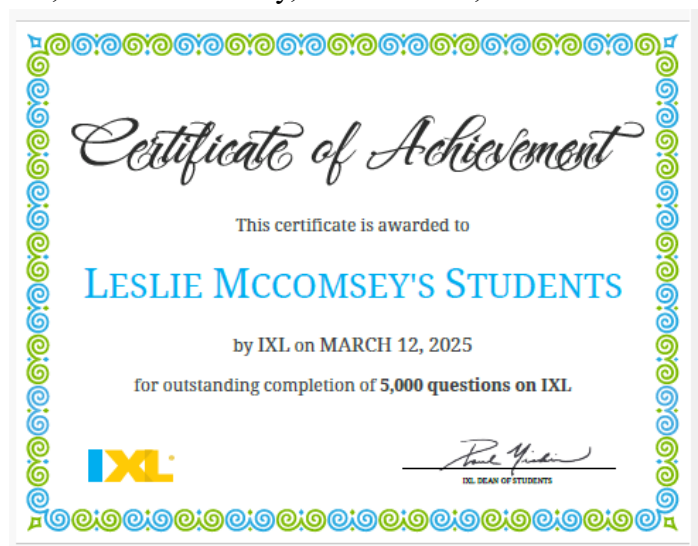 Certificate of Achievement
This certificate is awarded to
LESLIE MCCOMSEY'S STUDENTS
by IXL on MARCH 12, 2025
for outstanding completion of 5,000 questions on IXL
IXL
IXL DEAN OF STUDENTS